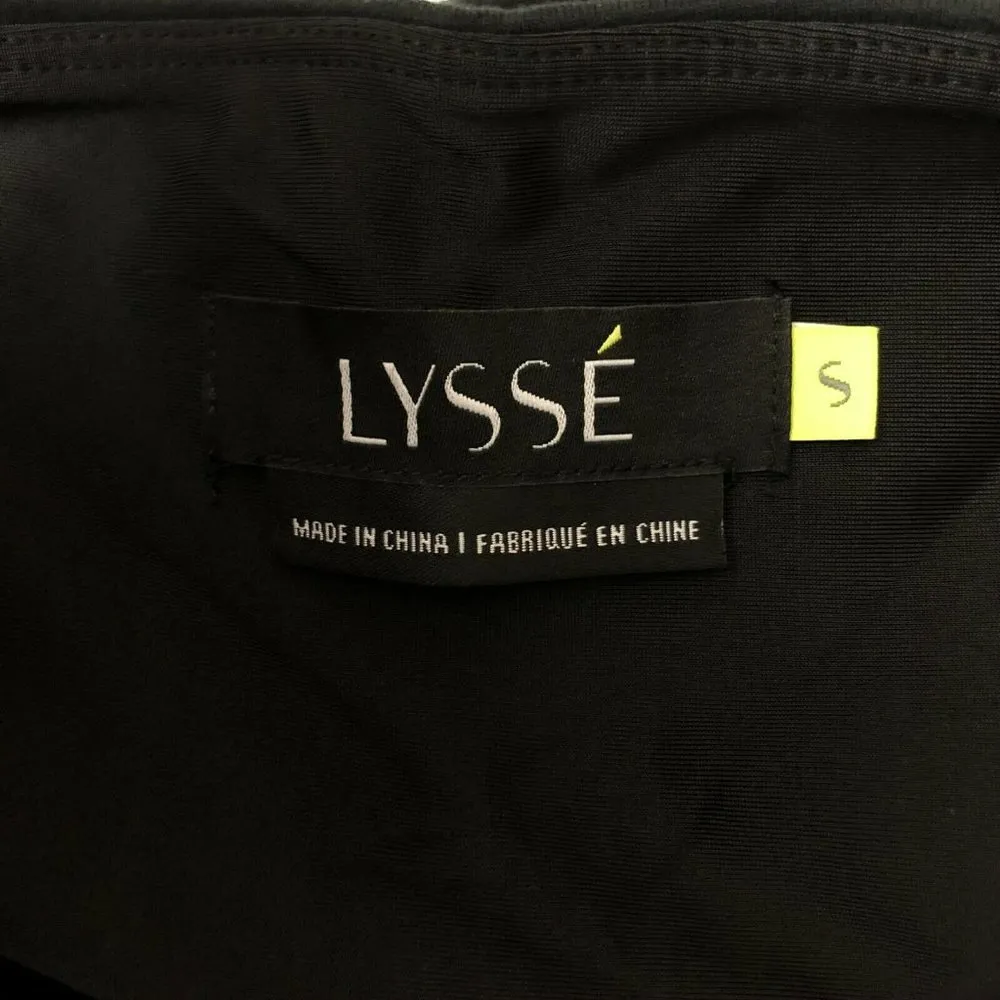 LYSSÉ
S
MADE IN CHINA | FABRIQUÉ EN CHINE